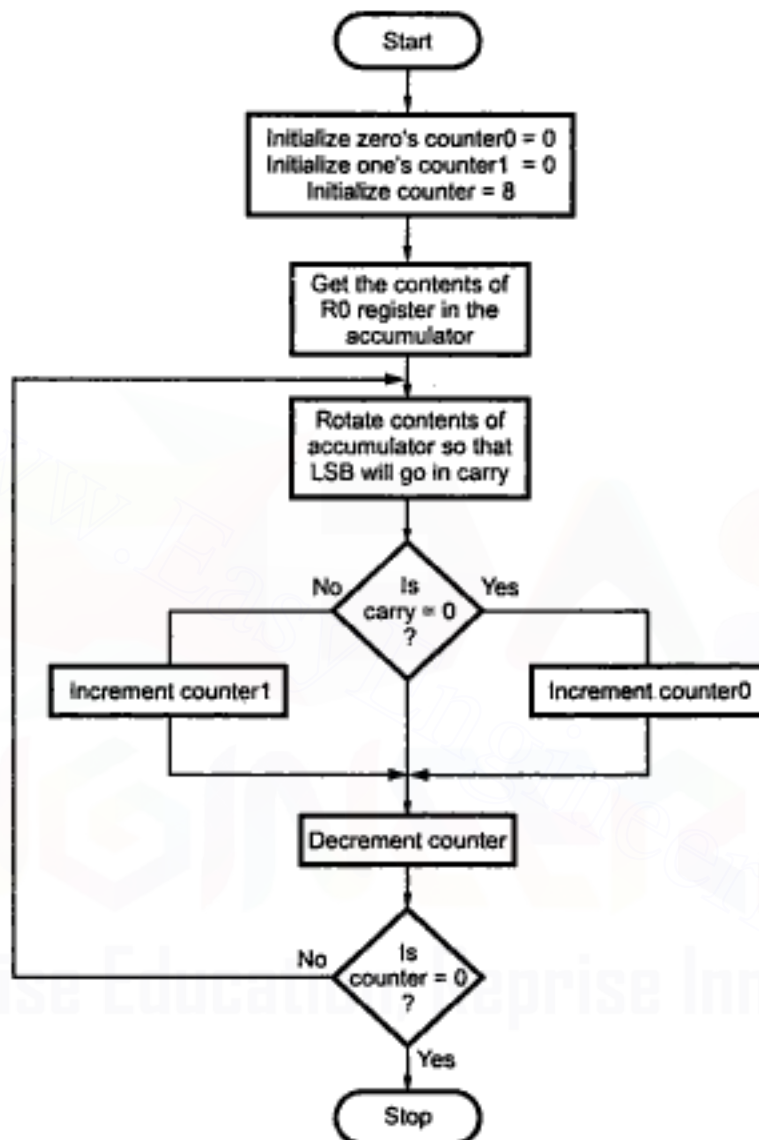 Start
Initialize zero's counter0 = 0
Initialize one's counter1 = 0
Initialize counter = 8
Get the contents of
R0 register in the
accumulator
Rotate contents of
accumulator so that
LSB will go in carry
No
Is
carry = 0
?
Yes
Increment counter1
Increment counter0
Decrement counter
No
Is
counter = 0
?
Yes
Stop